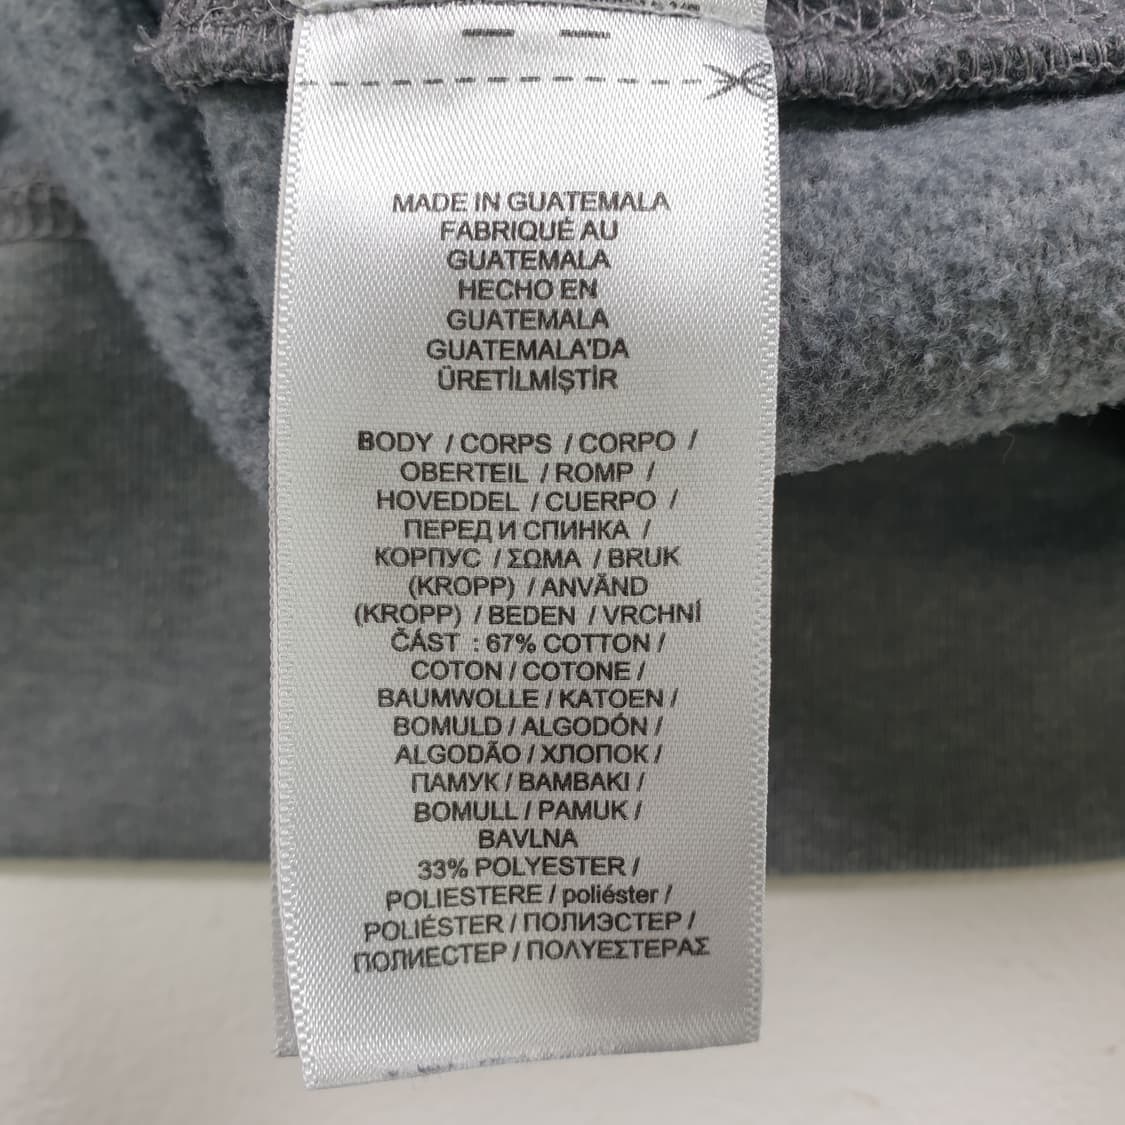 MADE IN GUATEMALA
FABRIQUÉ AU
GUATEMALA
HECHO EN
GUATEMALA
GUATEMALA'DA
ÜRETİLMİŞTİR
BODY / CORPS / CORPO /
OBERTEIL / ROMP /
HOVEDDEL / CUERPO /
ПЕРЕД И СПИНКА /
КОРПУС / ΣΩΜΑ / BRUK
(KROPP) / ANVÄND
(KROPP) / BEDEN / VRCHNÍ
ČÁST : 67% COTTON /
COTON / COTONE /
BAUMWOLLE / KATOEN /
BOMULD / ALGODÓN /
ALGODÃO / ХЛОПОК /
ПАМУК / ΒΑΜΒΑΚΙ /
BOMULL / PAMUK /
BAVLNA
33% POLYESTER /
POLIESTERE / poliéster /
POLIÉSTER / ПОЛИЭСТЕР /
ПОЛИЕСТЕР / ΠΟΛΥΕΣΤΕΡΑΣ